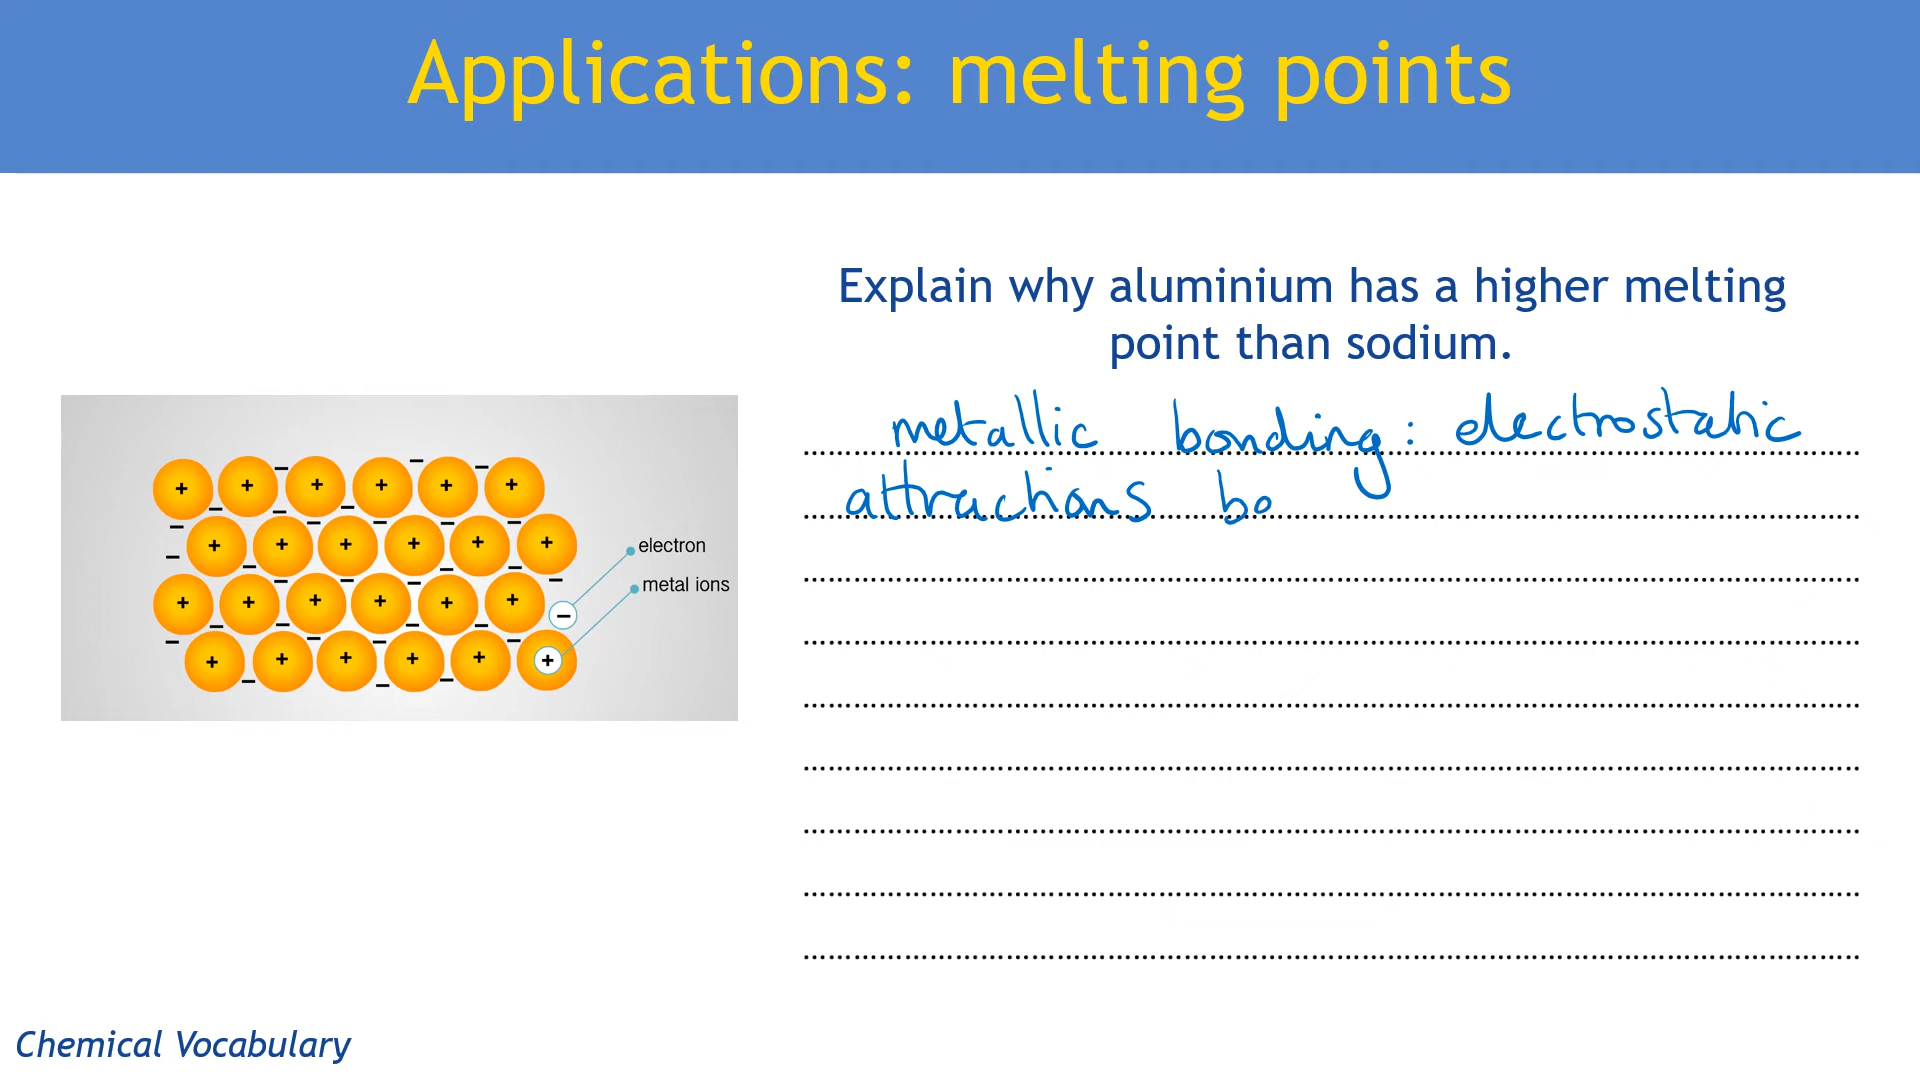 Applications: melting points
Explain why aluminium has a higher melting
point than sodium.
metallic bonding: electrostatic
attractions be
electron
metal ions
Chemical Vocabulary